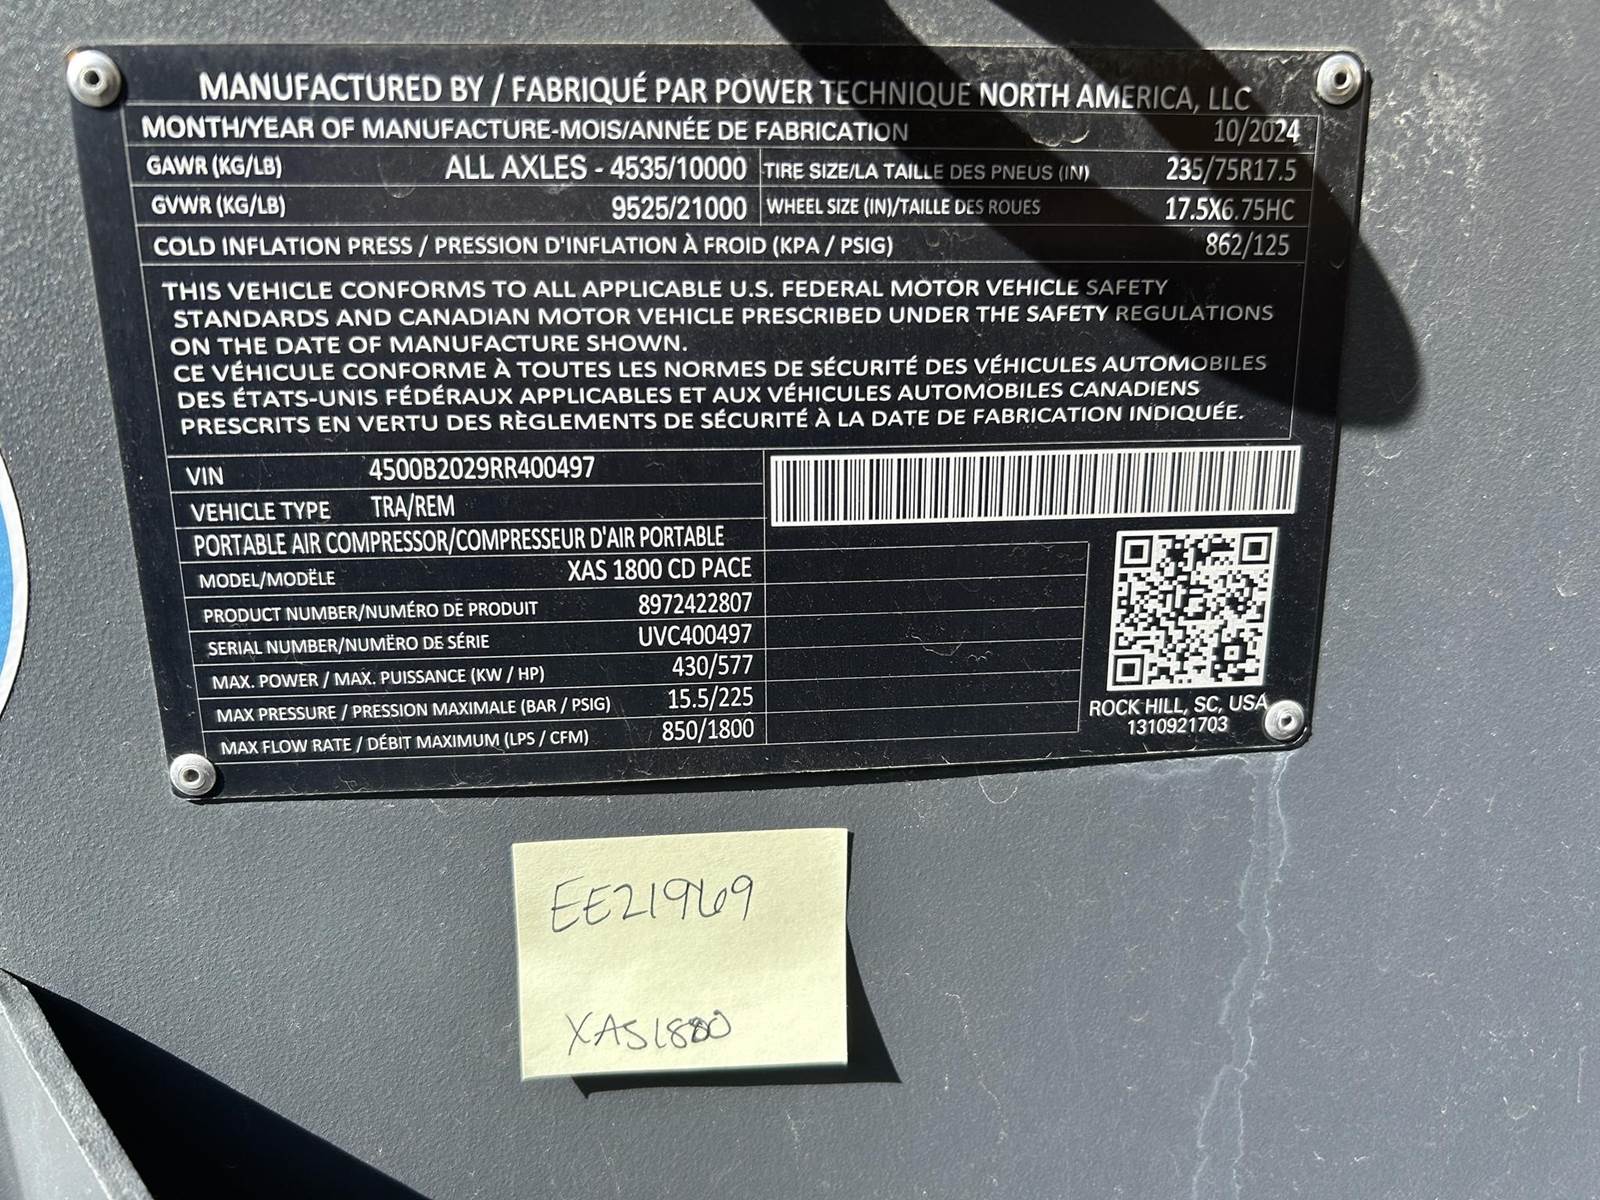 MANUFACTURED BY / FABRIQUÉ PAR POWER TECHNIQUE NORTH AMERICA, LLC
MONTH/YEAR OF MANUFACTURE-MOIS/ANNÉE DE FABRICATION 10/2024
GAWR (KG/LB) ALL AXLES - 4535/10000 TIRE SIZE/LA TAILLE DES PNEUS (IN) 235/75R17.5
GVWR (KG/LB) 9525/21000 WHEEL SIZE (IN)/TAILLE DES ROUES 17.5X6.75HC
COLD INFLATION PRESS / PRESSION D'INFLATION À FROID (KPA / PSIG) 862/125
THIS VEHICLE CONFORMS TO ALL APPLICABLE U.S. FEDERAL MOTOR VEHICLE SAFETY
STANDARDS AND CANADIAN MOTOR VEHICLE PRESCRIBED UNDER THE SAFETY REGULATIONS
ON THE DATE OF MANUFACTURE SHOWN.
CE VÉHICULE CONFORME À TOUTES LES NORMES DE SÉCURITÉ DES VÉHICULES AUTOMOBILES
DES ÉTATS-UNIS FÉDÉRAUX APPLICABLES ET AUX VÉHICULES AUTOMOBILES CANADIENS
PRESCRITS EN VERTU DES RÈGLEMENTS DE SÉCURITÉ À LA DATE DE FABRICATION INDIQUÉE.
VIN 4500B2029RR400497
VEHICLE TYPE TRA/REM
PORTABLE AIR COMPRESSOR/COMPRESSEUR D'AIR PORTABLE
MODEL/MODËLE XAS 1800 CD PACE
PRODUCT NUMBER/NUMÉRO DE PRODUIT 8972422807
SERIAL NUMBER/NUMËRO DE SÉRIE UVC400497
MAX. POWER / MAX. PUISSANCE (KW / HP) 430/577
MAX PRESSURE / PRESSION MAXIMALE (BAR / PSIG) 15.5/225
MAX FLOW RATE / DÉBIT MAXIMUM (LPS / CFM) 850/1800
ROCK HILL, SC, USA
1310921703
EE21969
XAS1800